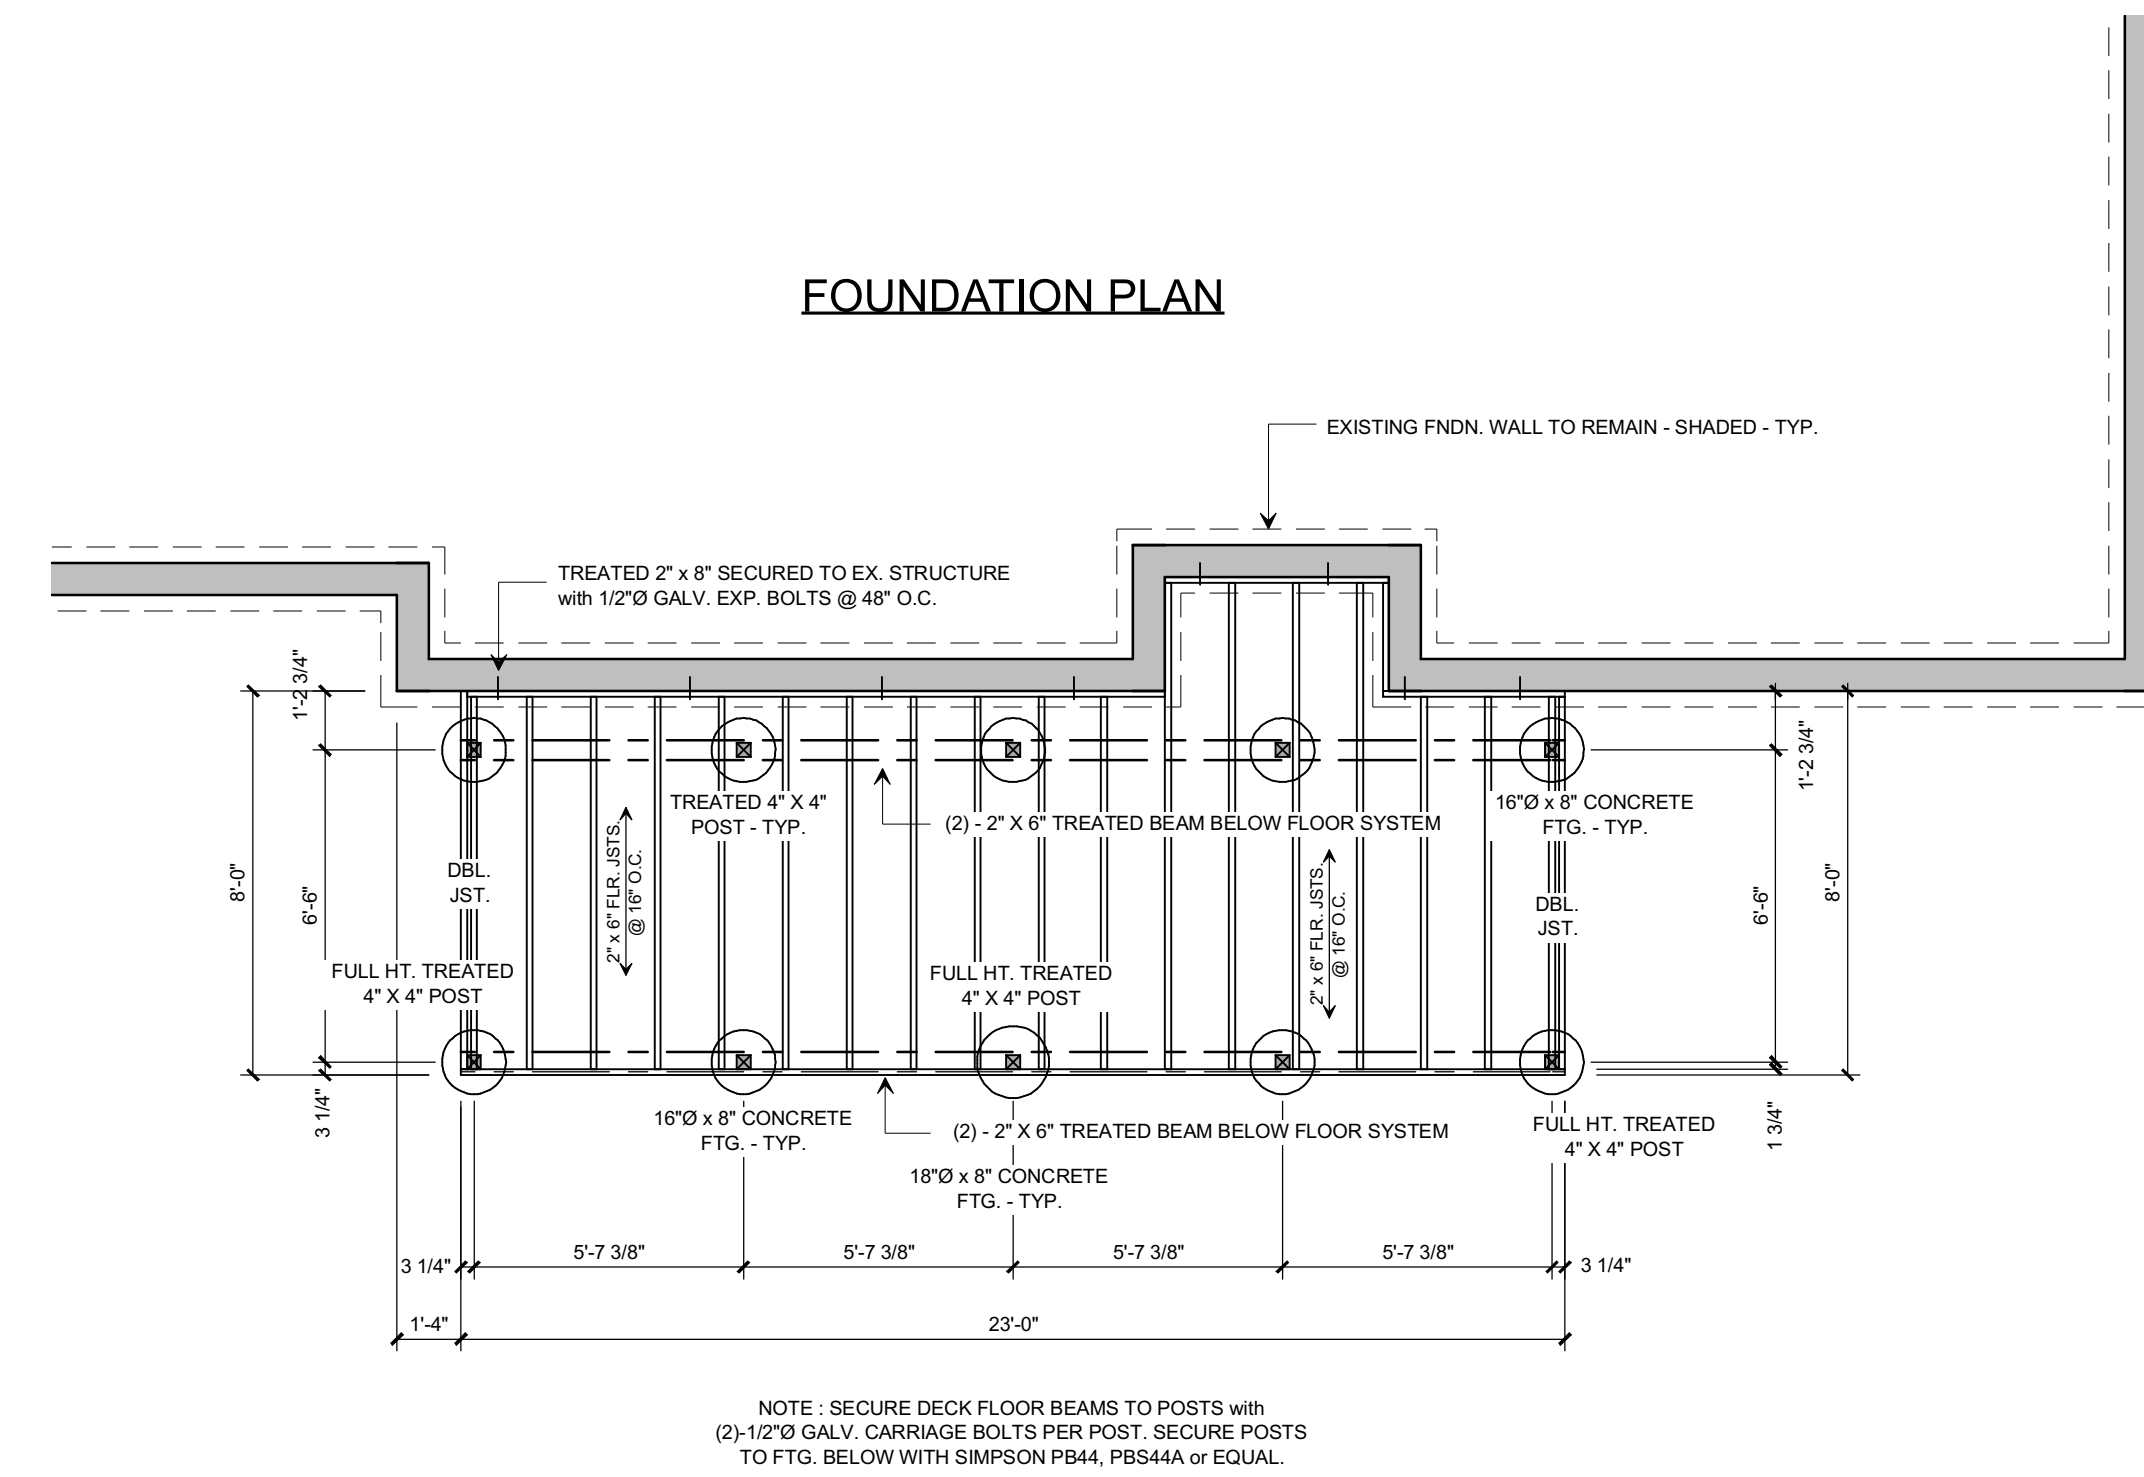 FOUNDATION PLAN
EXISTING FNDN. WALL TO REMAIN - SHADED - TYP.
TREATED 2" x 8" SECURED TO EX. STRUCTURE
with 1/2"Ø GALV. EXP. BOLTS @ 48" O.C.
1'-2 3/4"
1'-2 3/4"
TREATED 4" X 4"
POST - TYP.
(2) - 2" X 6" TREATED BEAM BELOW FLOOR SYSTEM
16"Ø x 8" CONCRETE
FTG. - TYP.
8'-0"
6'-6"
DBL.
JST.
2" x 6" FLR. JSTS.
@ 16" O.C.
2" x 6" FLR. JSTS.
@ 16" O.C.
DBL.
JST.
6'-6"
8'-0"
FULL HT. TREATED
4" X 4" POST
FULL HT. TREATED
4" X 4" POST
3 1/4"
16"Ø x 8" CONCRETE
FTG. - TYP.
(2) - 2" X 6" TREATED BEAM BELOW FLOOR SYSTEM
FULL HT. TREATED
4" X 4" POST
1 3/4"
18"Ø x 8" CONCRETE
FTG. - TYP.
3 1/4"
5'-7 3/8"
5'-7 3/8"
5'-7 3/8"
5'-7 3/8"
3 1/4"
1'-4"
23'-0"
NOTE : SECURE DECK FLOOR BEAMS TO POSTS with
(2)-1/2"Ø GALV. CARRIAGE BOLTS PER POST. SECURE POSTS
TO FTG. BELOW WITH SIMPSON PB44, PBS44A or EQUAL.